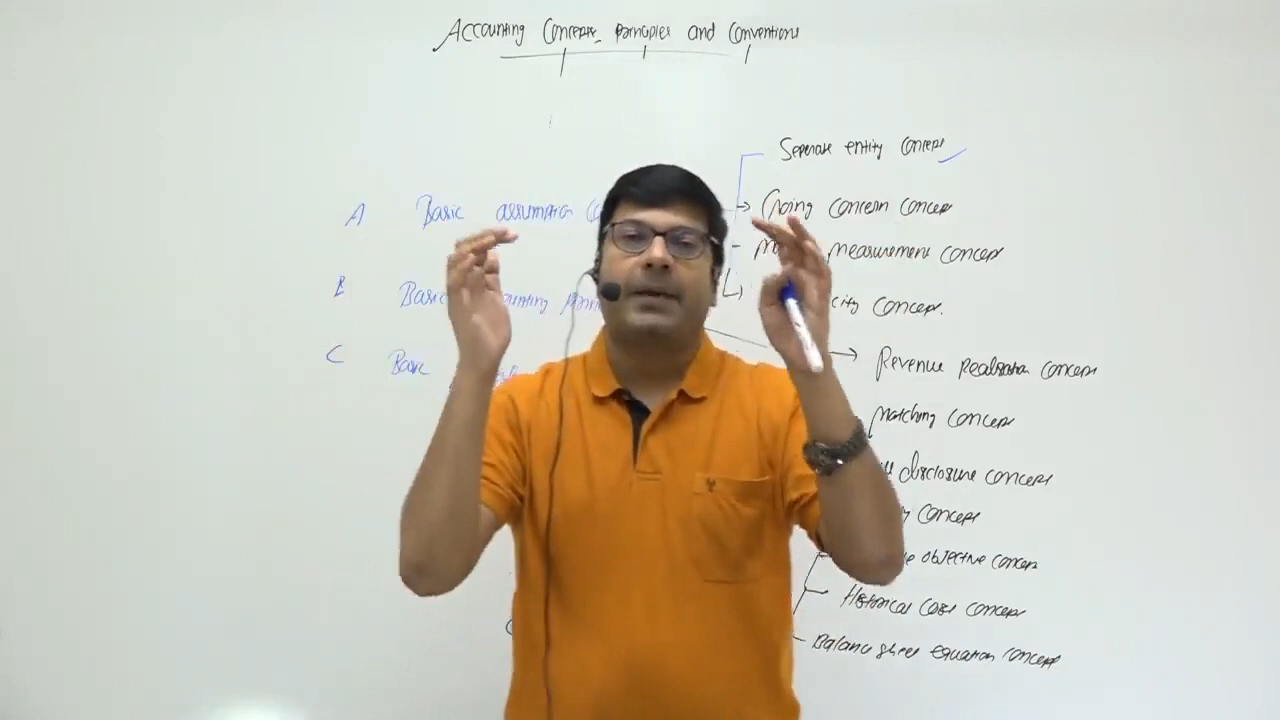 Accounting Concepts, principles and Conventions
Seperate entity Concept
A Basic assumption
Going Concern Concept
measurement Concept
B Basic
Concept.
C Basic
Revenue Realisation Concept
Matching Concept
disclosure Concept
Concept
objective Concept
Historical Cost Concept
Balance sheet equation Concept